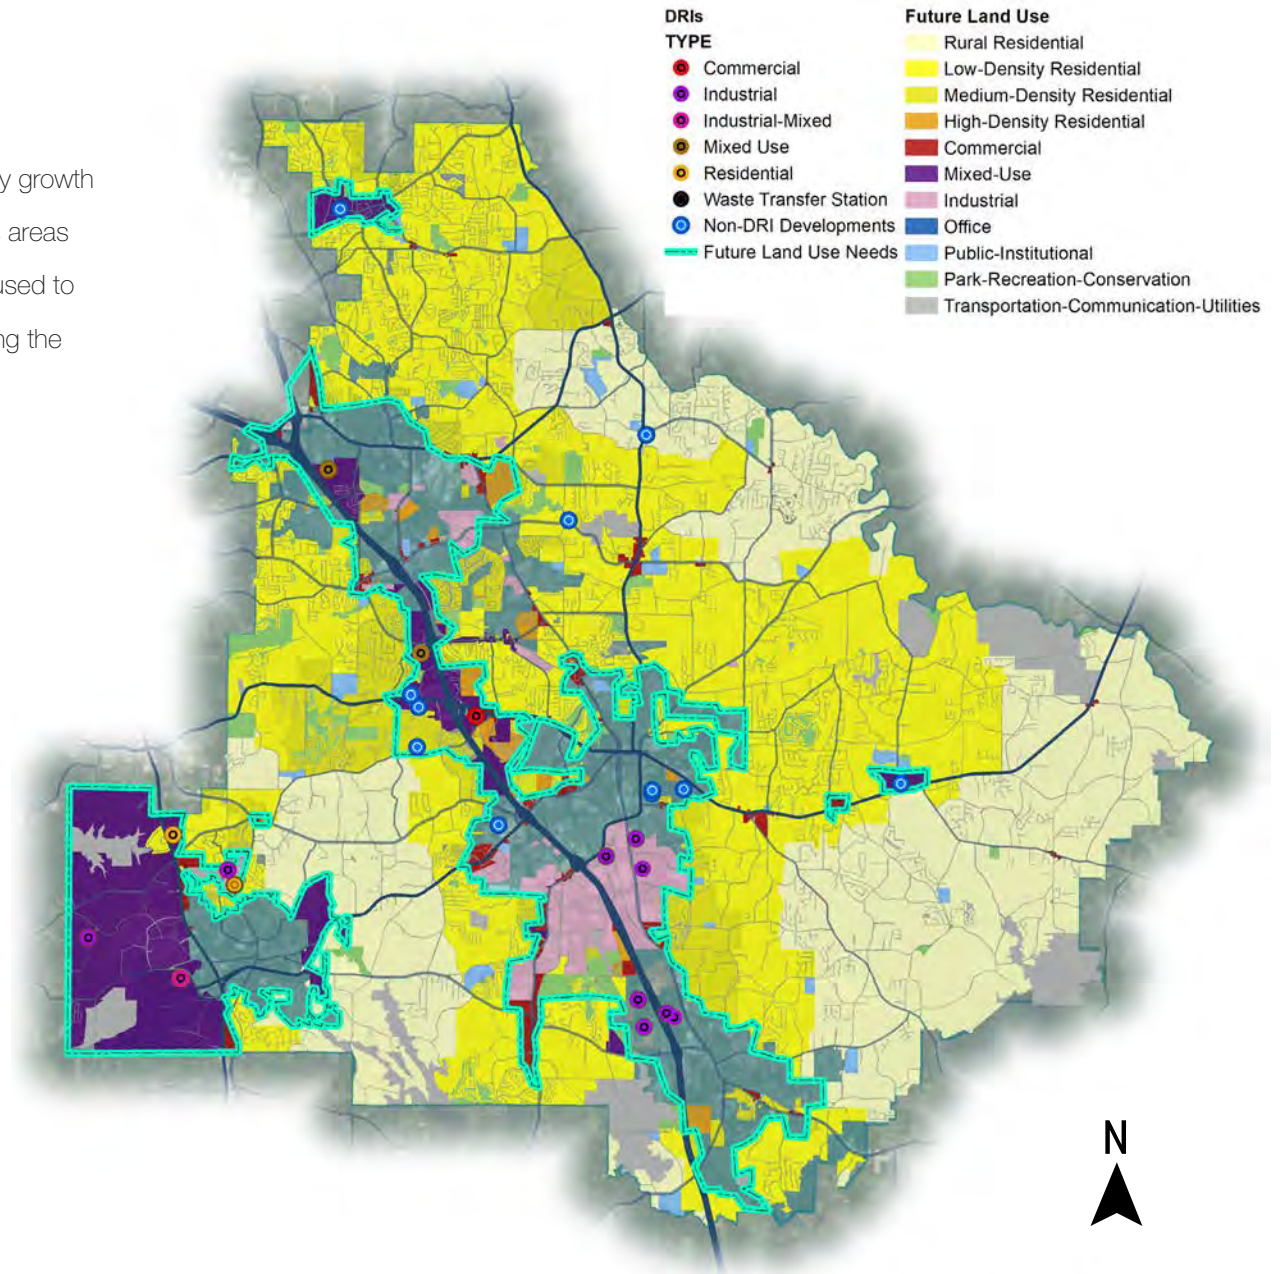 y growth
areas
used to
ng the
DRIs
TYPE
Commercial
Industrial
Industrial-Mixed
Mixed Use
Residential
Waste Transfer Station
Non-DRI Developments
Future Land Use Needs
Future Land Use
Rural Residential
Low-Density Residential
Medium-Density Residential
High-Density Residential
Commercial
Mixed-Use
Industrial
Office
Public-Institutional
Park-Recreation-Conservation
Transportation-Communication-Utilities
N